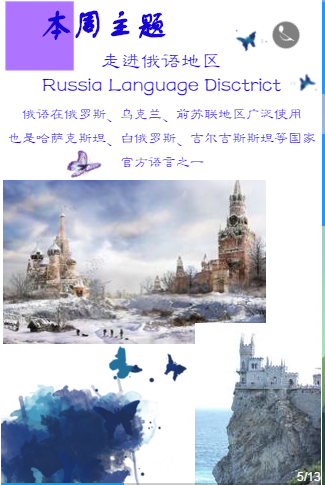 本周主题
走进俄语地区
Russia Language Disctrict
俄语在俄罗斯、乌克兰、前苏联地区广泛使用
也是哈萨克斯坦、白俄罗斯、吉尔吉斯斯坦等国家
官方语言之一
5/13